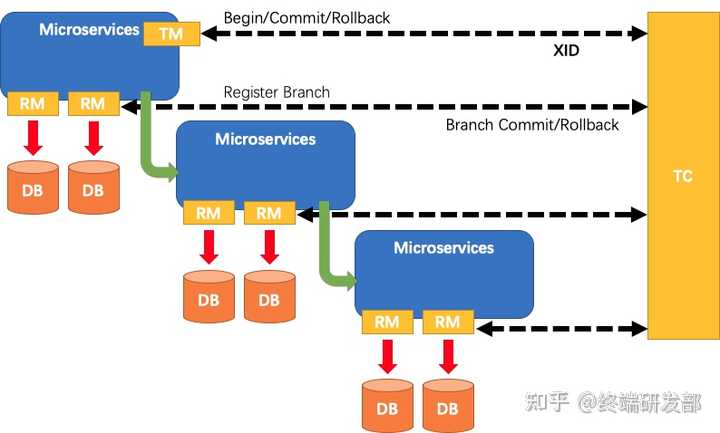 Microservices
TM
Begin/Commit/Rollback
XID
RM
RM
Register Branch
Branch Commit/Rollback
DB
DB
Microservices
TC
RM
RM
DB
DB
Microservices
RM
RM
DB
DB
知乎 @终端研发部